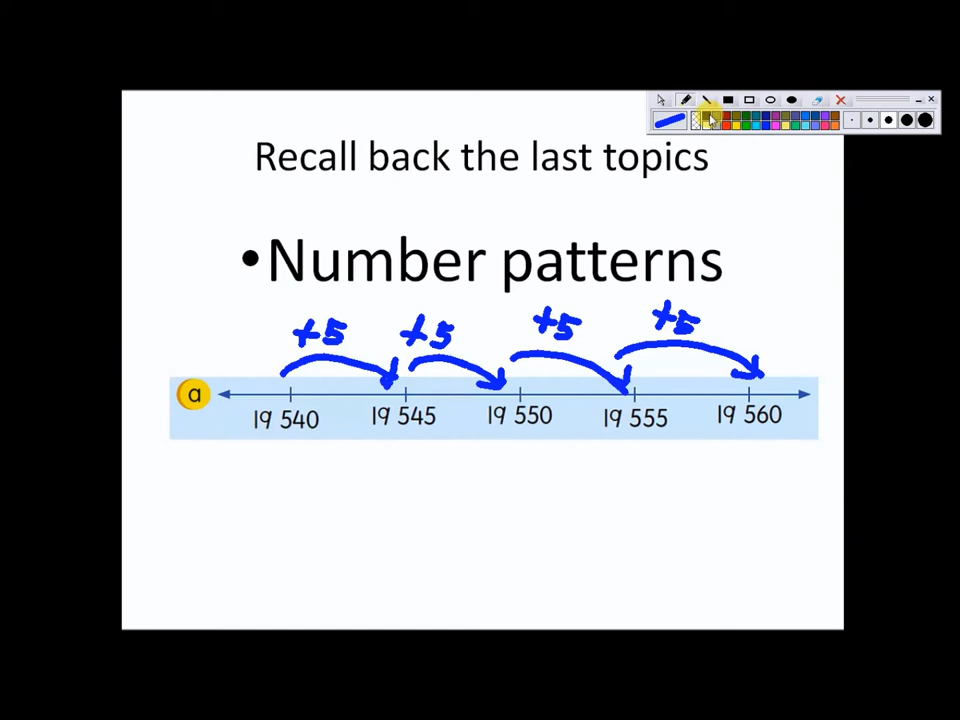 Recall back the last topics
•Number patterns
+5 +5 +5 +5
a
19 540 19 545 19 550 19 555 19 560